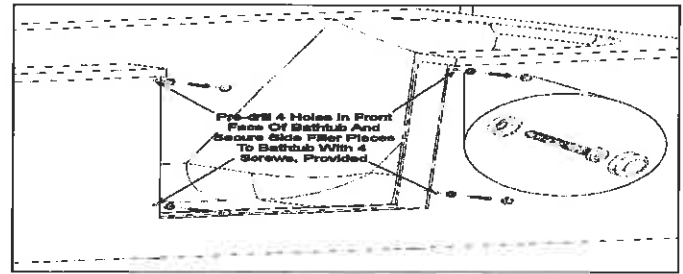 Pre-drill 4 Holes In Front
Face Of Bathtub And
Secure Side Filler Pieces
To Bathtub With 4
Screws, Provided